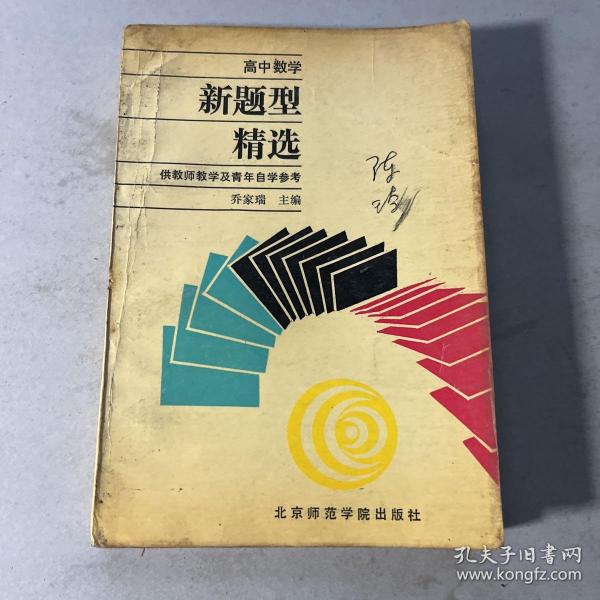 高中数学
新题型
精选
供教师教学及青年自学参考
乔家瑞 主编
陈
北京师范学院出版社
孔夫子旧书网
www.kongfz.com